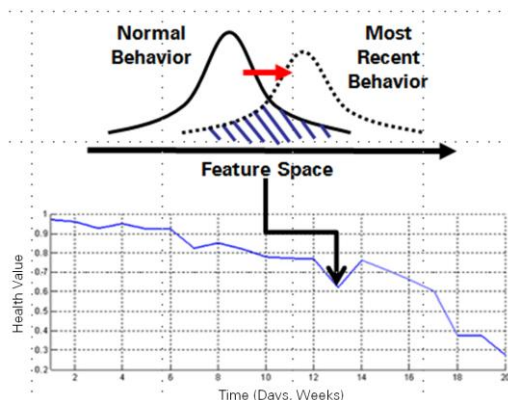 Normal
Behavior
Most
Recent
Behavior
Feature Space
1
0.9
0.8
0.7
0.6
0.5
0.4
0.3
0.2
Health Value
2 4 6 8 10 12 14 16 18 20
Time (Days, Weeks)